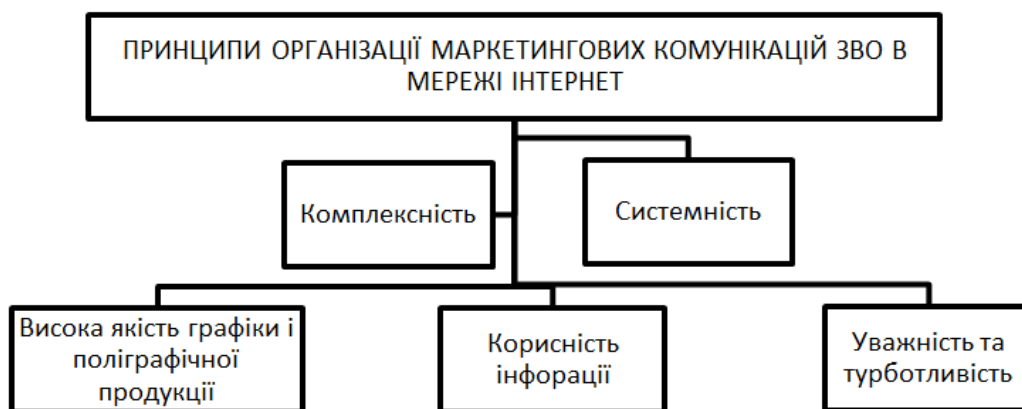 ПРИНЦИПИ ОРГАНІЗАЦІЇ МАРКЕТИНГОВИХ КОМУНІКАЦІЙ ЗВО В
МЕРЕЖІ ІНТЕРНЕТ
Комплексність
Системність
Висока якість графіки і
поліграфічної
продукції
Корисність
інфорації
Уважність та
турботливість